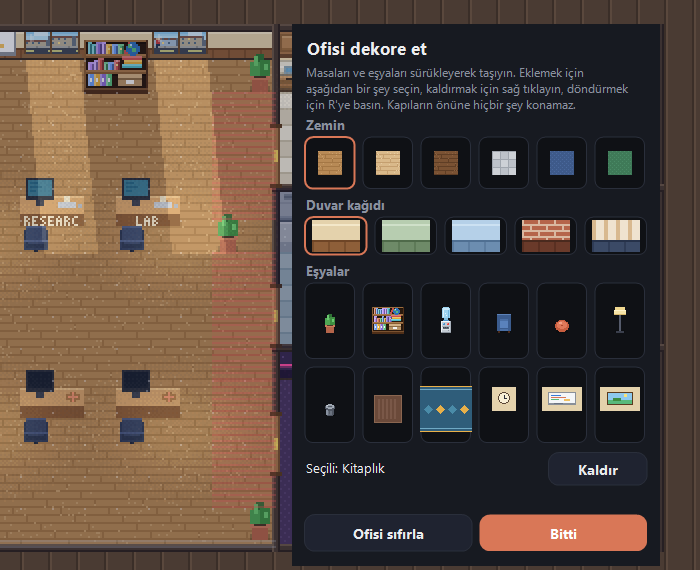 Ofisi dekore et
Masaları ve eşyaları sürükleyerek taşıyın. Eklemek için
aşağıdan bir şey seçin, kaldırmak için sağ tıklayın, döndürmek
için R'ye basın. Kapıların önüne hiçbir şey konamaz.
Zemin
Duvar kağıdı
RESEARC
LAB
Eşyalar
Seçili: Kitaplık
Kaldır
Ofisi sıfırla
Bitti